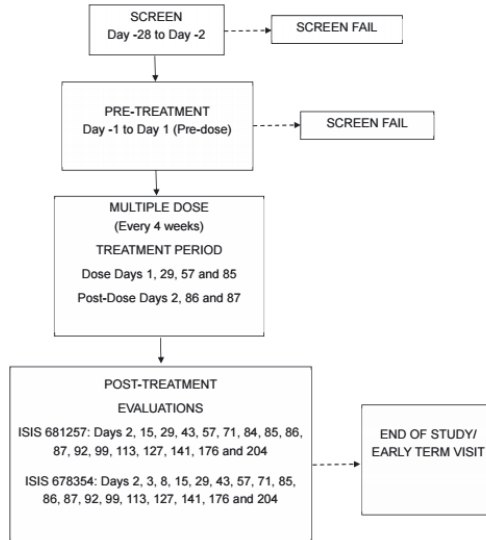 SCREEN
Day -28 to Day -2
SCREEN FAIL
PRE-TREATMENT
Day -1 to Day 1 (Pre-dose)
SCREEN FAIL
MULTIPLE DOSE
(Every 4 weeks)
TREATMENT PERIOD
Dose Days 1, 29, 57 and 85
Post-Dose Days 2, 86 and 87
POST-TREATMENT
EVALUATIONS
ISIS 681257: Days 2, 15, 29, 43, 57, 71, 84, 85, 86,
87, 92, 99, 113, 127, 141, 176 and 204
ISIS 678354: Days 2, 3, 8, 15, 29, 43, 57, 71, 85,
86, 87, 92, 99, 113, 127, 141, 176 and 204
END OF STUDY/
EARLY TERM VISIT